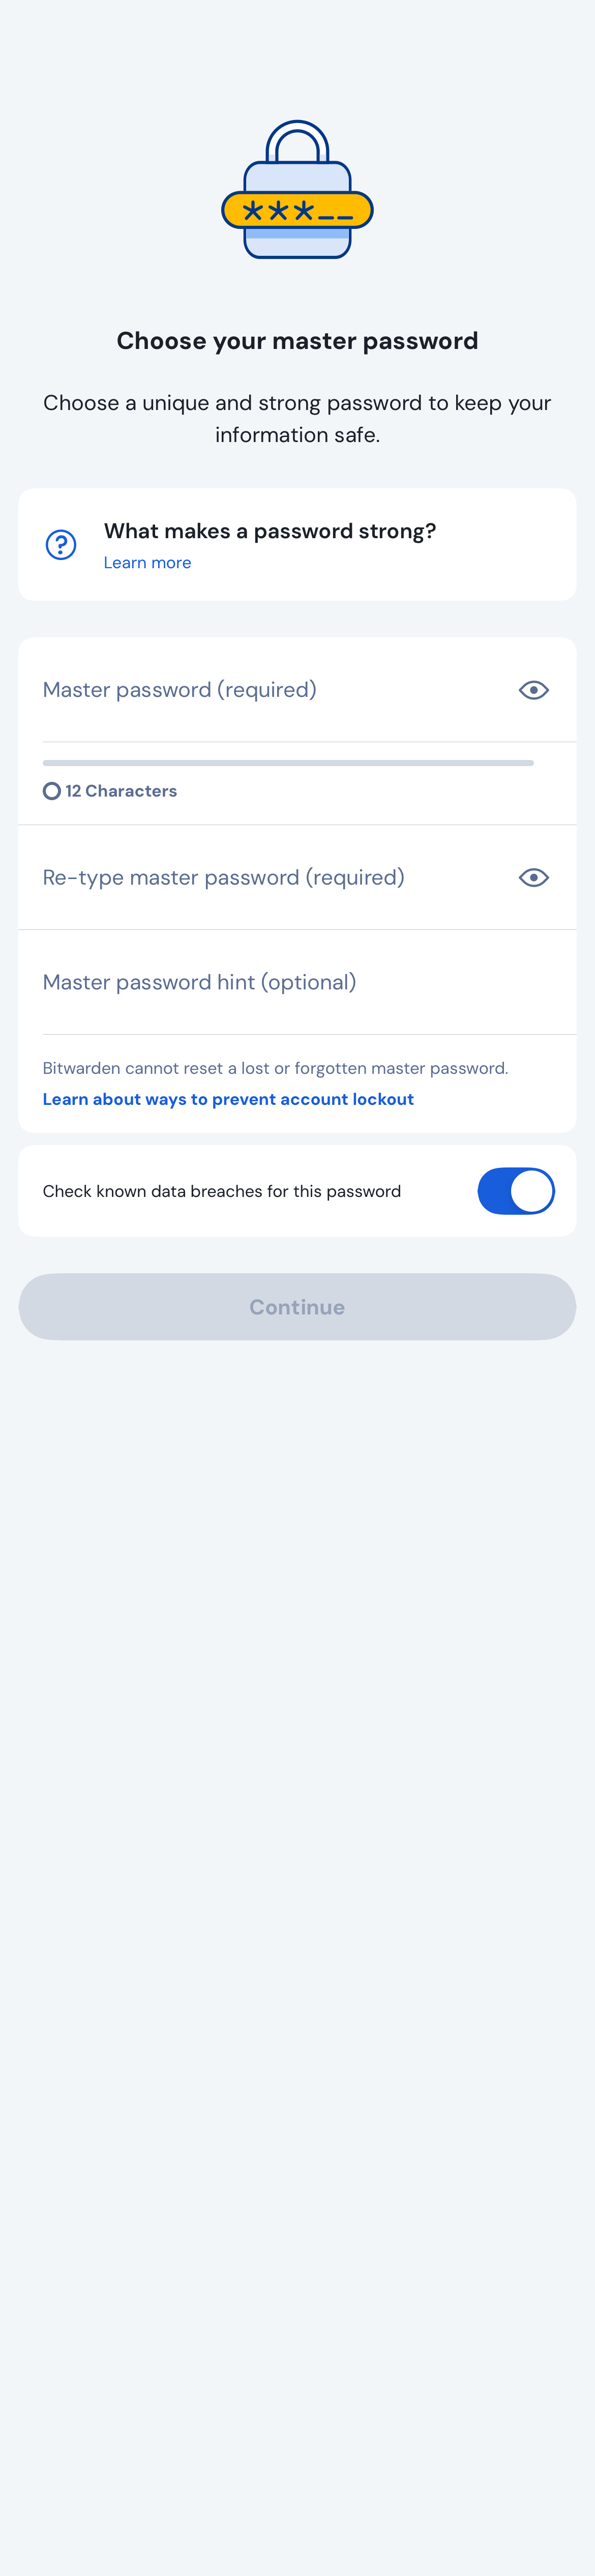 ***__
Choose your master password
Choose a unique and strong password to keep your
information safe.
What makes a password strong?
Learn more
Master password (required)
12 Characters
Re-type master password (required)
Master password hint (optional)
Bitwarden cannot reset a lost or forgotten master password.
Learn about ways to prevent account lockout
Check known data breaches for this password
Continue